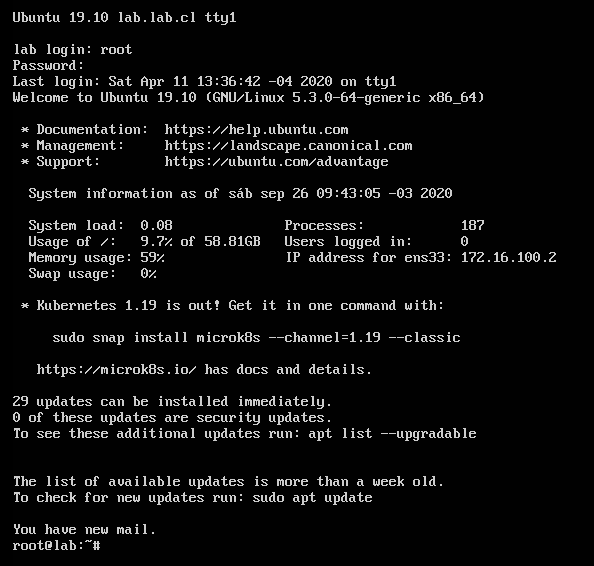 Ubuntu 19.10 lab.lab.cl tty1
lab login: root
Password:
Last login: Sat Apr 11 13:36:42 -04 2020 on tty1
Welcome to Ubuntu 19.10 (GNU/Linux 5.3.0-64-generic x86_64)
* Documentation:  https://help.ubuntu.com
* Management:     https://landscape.canonical.com
* Support:        https://ubuntu.com/advantage
System information as of sáb sep 26 09:43:05 -03 2020
System load:  0.08               Processes:            187
Usage of /:   9.7% of 58.81GB   Users logged in:      0
Memory usage: 59%               IP address for ens33: 172.16.100.2
Swap usage:   0%
* Kubernetes 1.19 is out! Get it in one command with:
sudo snap install microk8s --channel=1.19 --classic
https://microk8s.io/ has docs and details.
29 updates can be installed immediately.
0 of these updates are security updates.
To see these additional updates run: apt list --upgradable
The list of available updates is more than a week old.
To check for new updates run: sudo apt update
You have new mail.
root@lab:~#